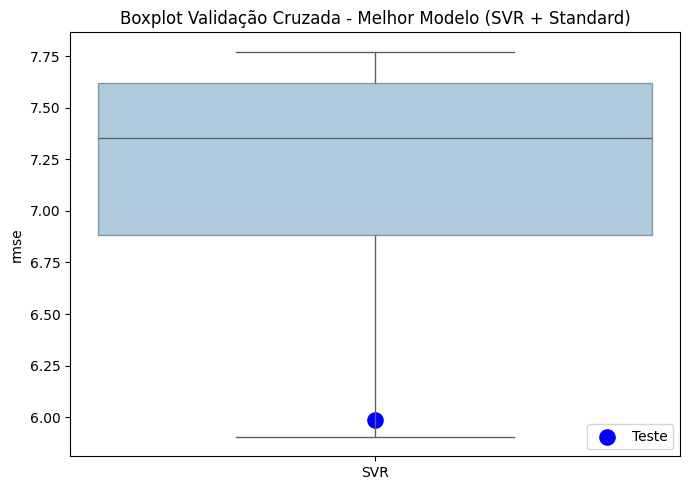 Boxplot Validação Cruzada - Melhor Modelo (SVR + Standard)
7.75
7.50
7.25
7.00
6.75
6.50
6.25
6.00
rmse
Teste
SVR